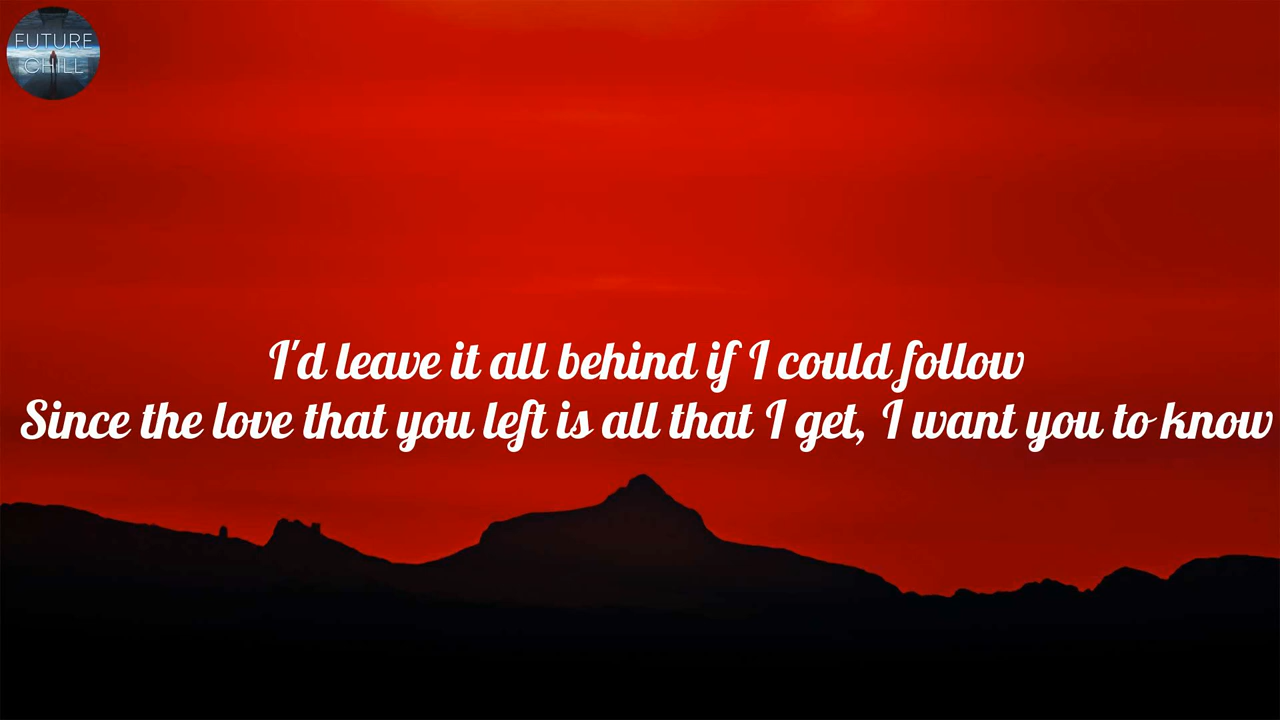 FUTURE
CHILL
I'd leave it all behind if I could follow
Since the love that you left is all that I get, I want you to know